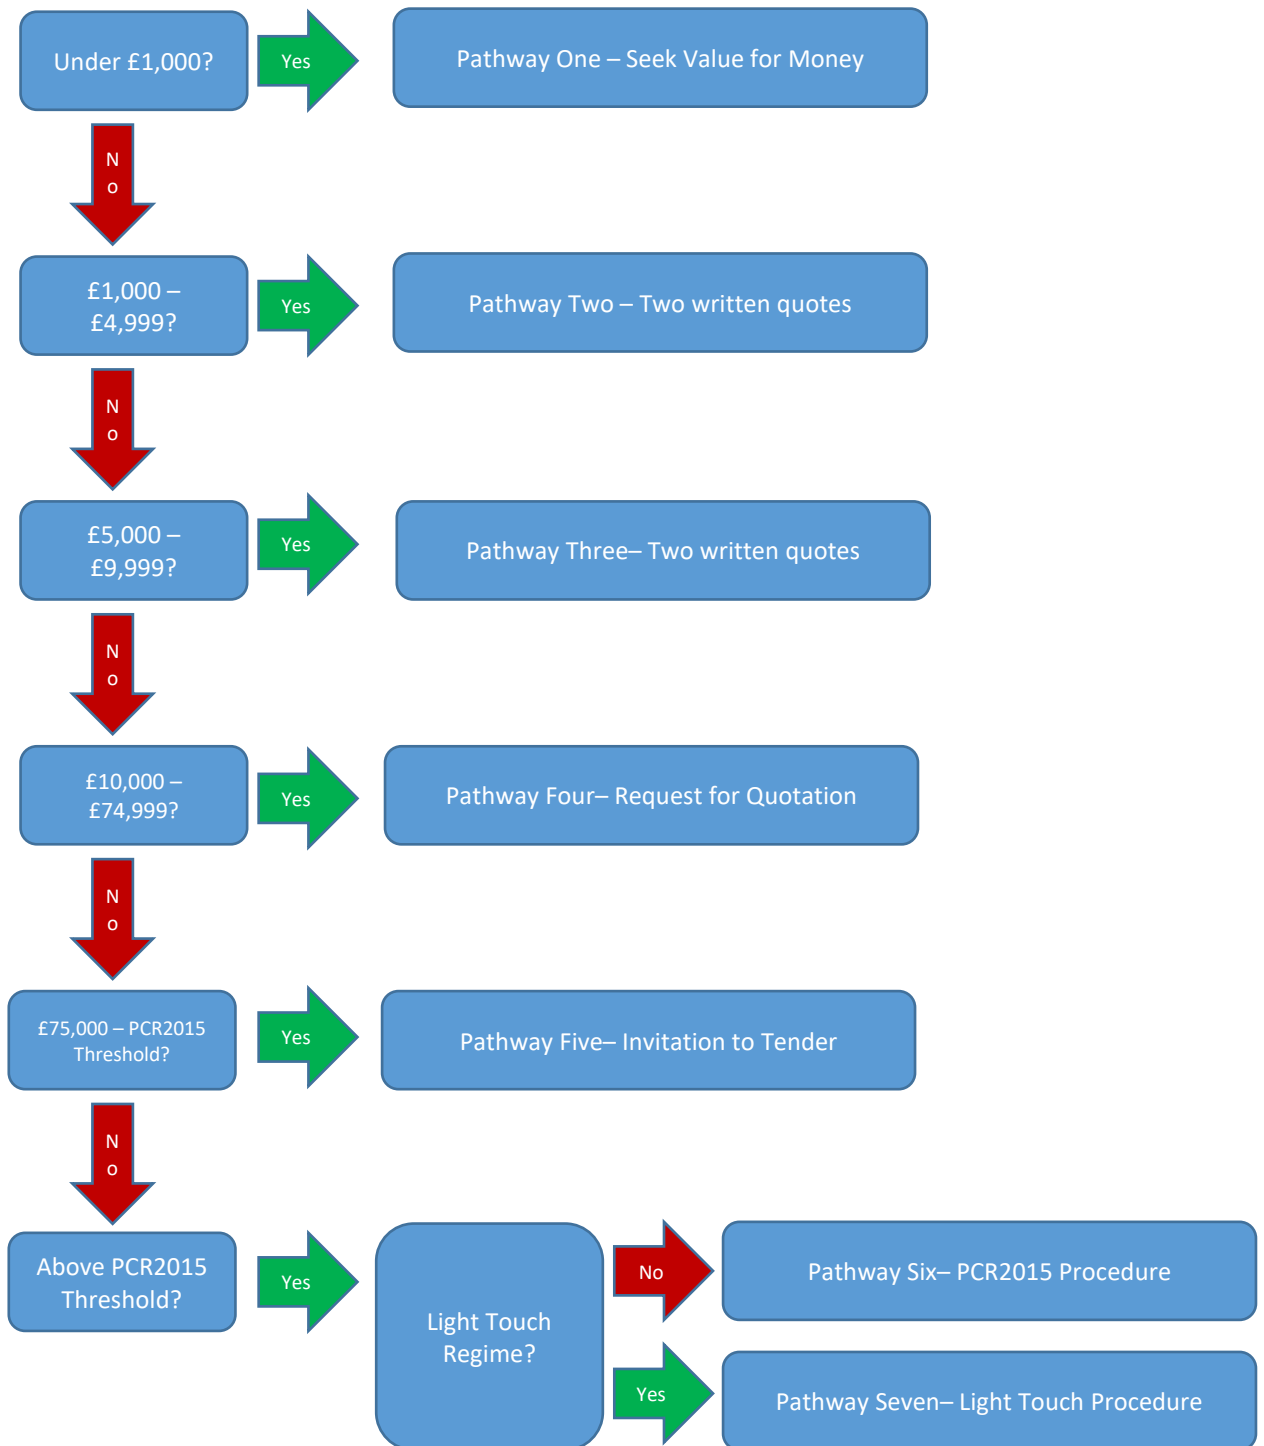 Under £1,000?
Yes
Pathway One – Seek Value for Money
N
o
£1,000 –
£4,999?
Yes
Pathway Two – Two written quotes
N
o
£5,000 –
£9,999?
Yes
Pathway Three– Two written quotes
N
o
£10,000 –
£74,999?
Yes
Pathway Four– Request for Quotation
N
o
£75,000 – PCR2015
Threshold?
Yes
Pathway Five– Invitation to Tender
N
o
Above PCR2015
Threshold?
Yes
Light Touch
Regime?
No
Pathway Six– PCR2015 Procedure
Yes
Pathway Seven– Light Touch Procedure